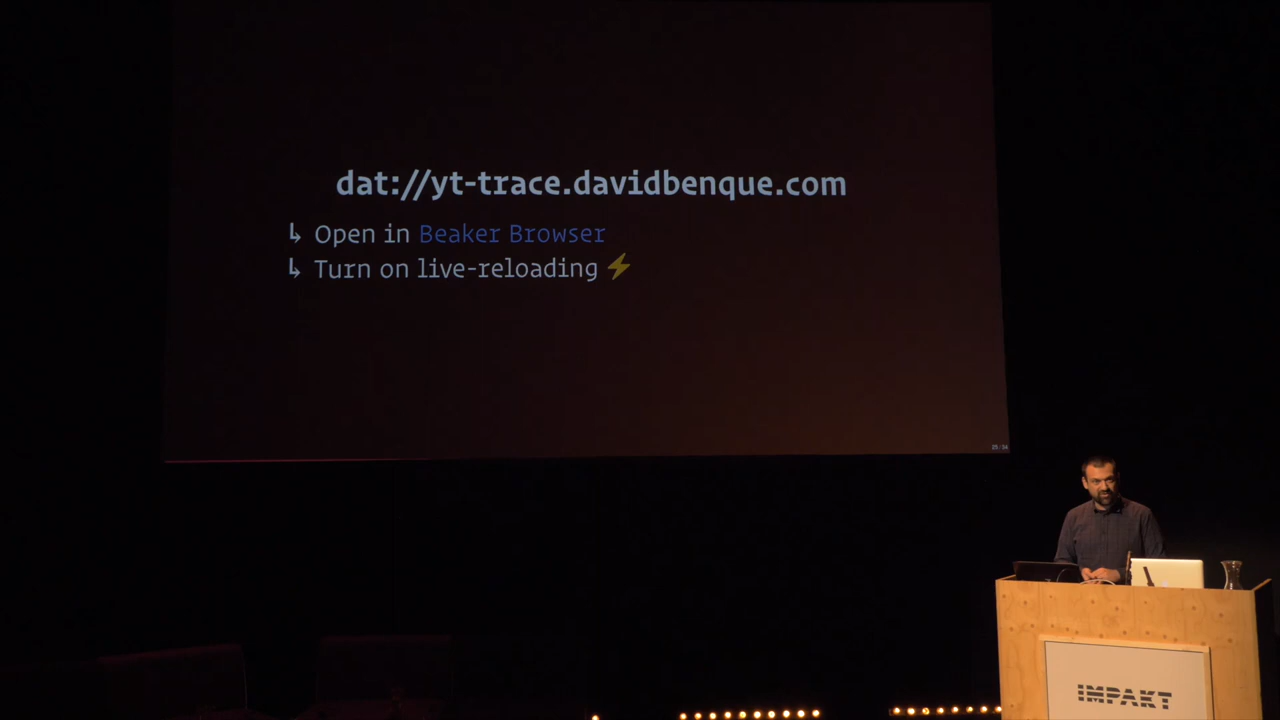 dat://yt-trace.davidbenque.com
↳ Open in Beaker Browser
↳ Turn on live-reloading ⚡
IMPAKT